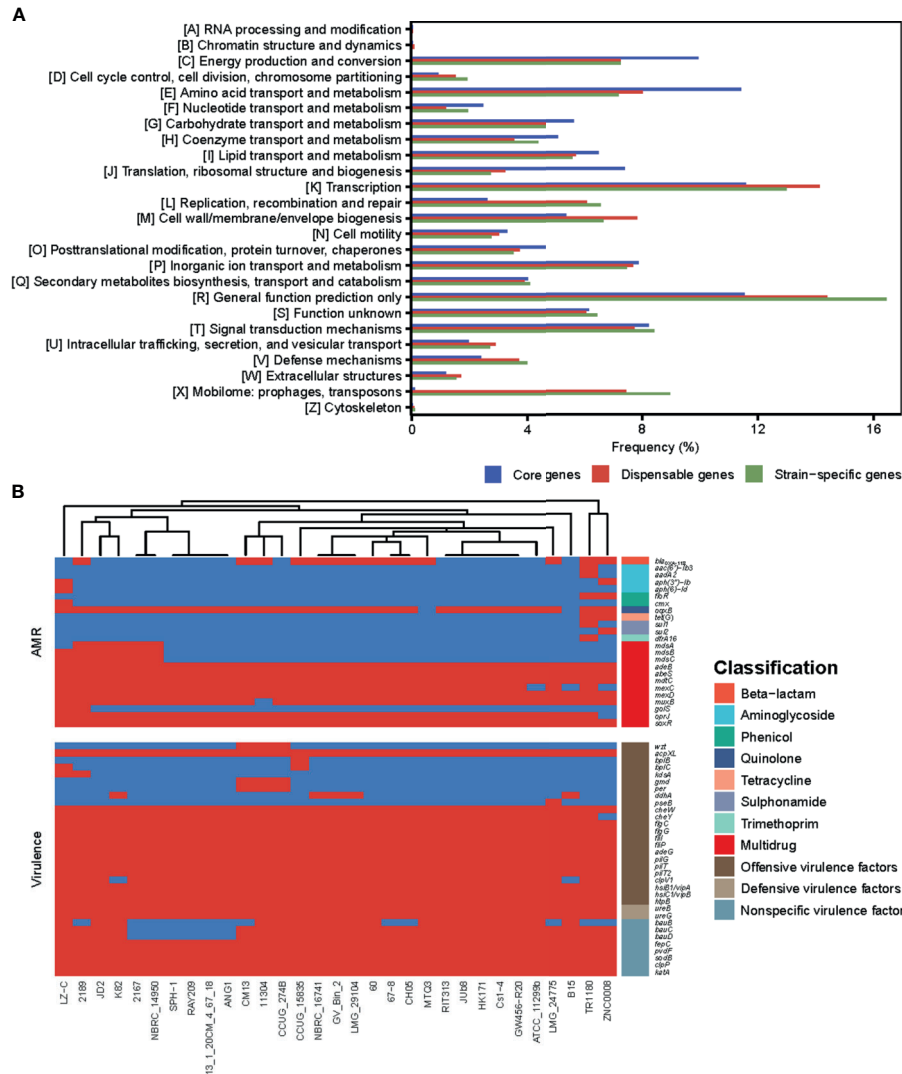 A
[A] RNA processing and modification
[B] Chromatin structure and dynamics
[C] Energy production and conversion
[D] Cell cycle control, cell division, chromosome partitioning
[E] Amino acid transport and metabolism
[F] Nucleotide transport and metabolism
[G] Carbohydrate transport and metabolism
[H] Coenzyme transport and metabolism
[I] Lipid transport and metabolism
[J] Translation, ribosomal structure and biogenesis
[K] Transcription
[L] Replication, recombination and repair
[M] Cell wall/membrane/envelope biogenesis
[N] Cell motility
[O] Posttranslational modification, protein turnover, chaperones
[P] Inorganic ion transport and metabolism
[Q] Secondary metabolites biosynthesis, transport and catabolism
[R] General function prediction only
[S] Function unknown
[T] Signal transduction mechanisms
[U] Intracellular trafficking, secretion, and vesicular transport
[V] Defense mechanisms
[W] Extracellular structures
[X] Mobilome: prophages, transposons
[Z] Cytoskeleton
0 4 8 12 16
Frequency (%)
Core genes Dispensable genes Strain-specific genes
B
AMR
aac(6')-Ib3
aadA2
aph(3")-Ib
aph(6)-Id
floR
cmx
oqxB
tet(G)
sul1
sul2
dfrA16
mdsA
mdsB
mdsC
adeB
abeS
mdtC
mexC
mexD
muxB
golS
oprJ
soxR
Virulence
wzt
acpXL
bplB
bplC
kdsA
gmd
per
ddhA
pseB
cheW
cheY
flgC
flgG
fliI
fliP
adeG
pilG
pilT
pilT2
clpV1
hsiB1/vipA
hsiC1/vipB
htpB
ureB
ureG
bauB
bauC
bauD
fepC
pvdF
sodB
clpP
katA
LZ-C
2189
JD2
K82
2167
NBRC_14950
SPH-1
RAY209
13_1_20CM_4_67_18
ANG1
CM13
11304
CCUG_274B
CCUG_15835
NBRC_16741
GV_Bin_2
LMG_29104
60
67-8
CH05
MTQ3
RIT313
JUb8
HK171
Cs1-4
GW456-R20
ATCC_11299b
LMG_24775
B15
TR1180
ZNC0008
Classification
Beta-lactam
Aminoglycoside
Phenicol
Quinolone
Tetracycline
Sulphonamide
Trimethoprim
Multidrug
Offensive virulence factors
Defensive virulence factors
Nonspecific virulence factor